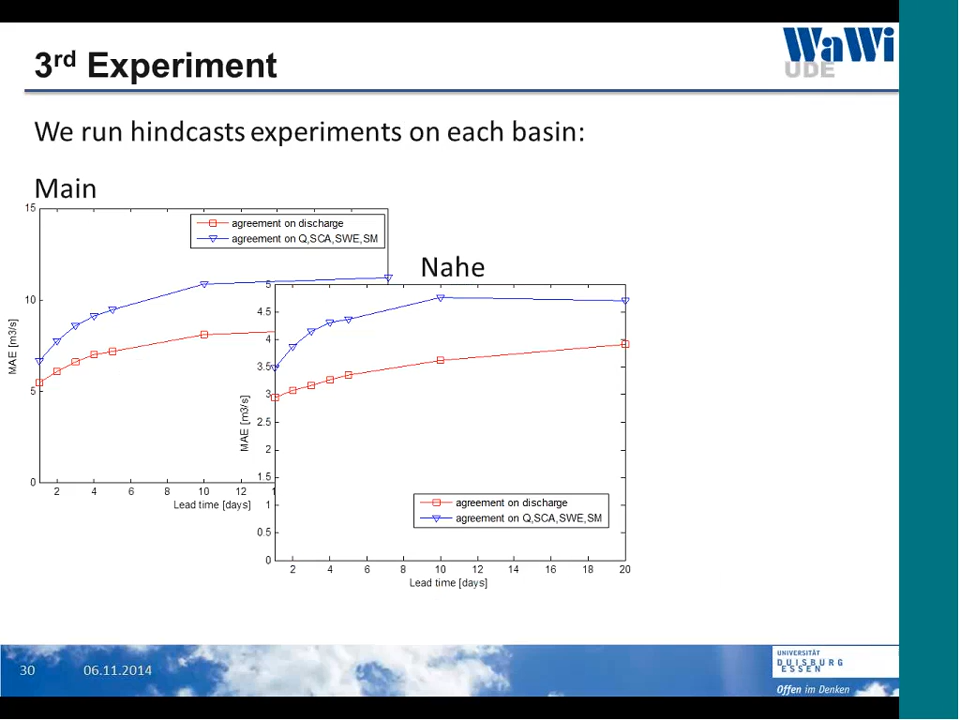 3rd Experiment
WaWi
UDE
We run hindcasts experiments on each basin:
Main
15
10
5
0
MAE [m3/s]
agreement on discharge
agreement on Q,SCA,SWE,SM
2 4 6 8 10 12 1
Lead time [days]
Nahe
5
4.5
4
3.5
3
2.5
2
1.5
1
0.5
0
MAE [m3/s]
agreement on discharge
agreement on Q,SCA,SWE,SM
2 4 6 8 10 12 14 16 18 20
Lead time [days]
30 06.11.2014
UNIVERSITÄT
DUISBURG
ESSEN
Offen im Denken